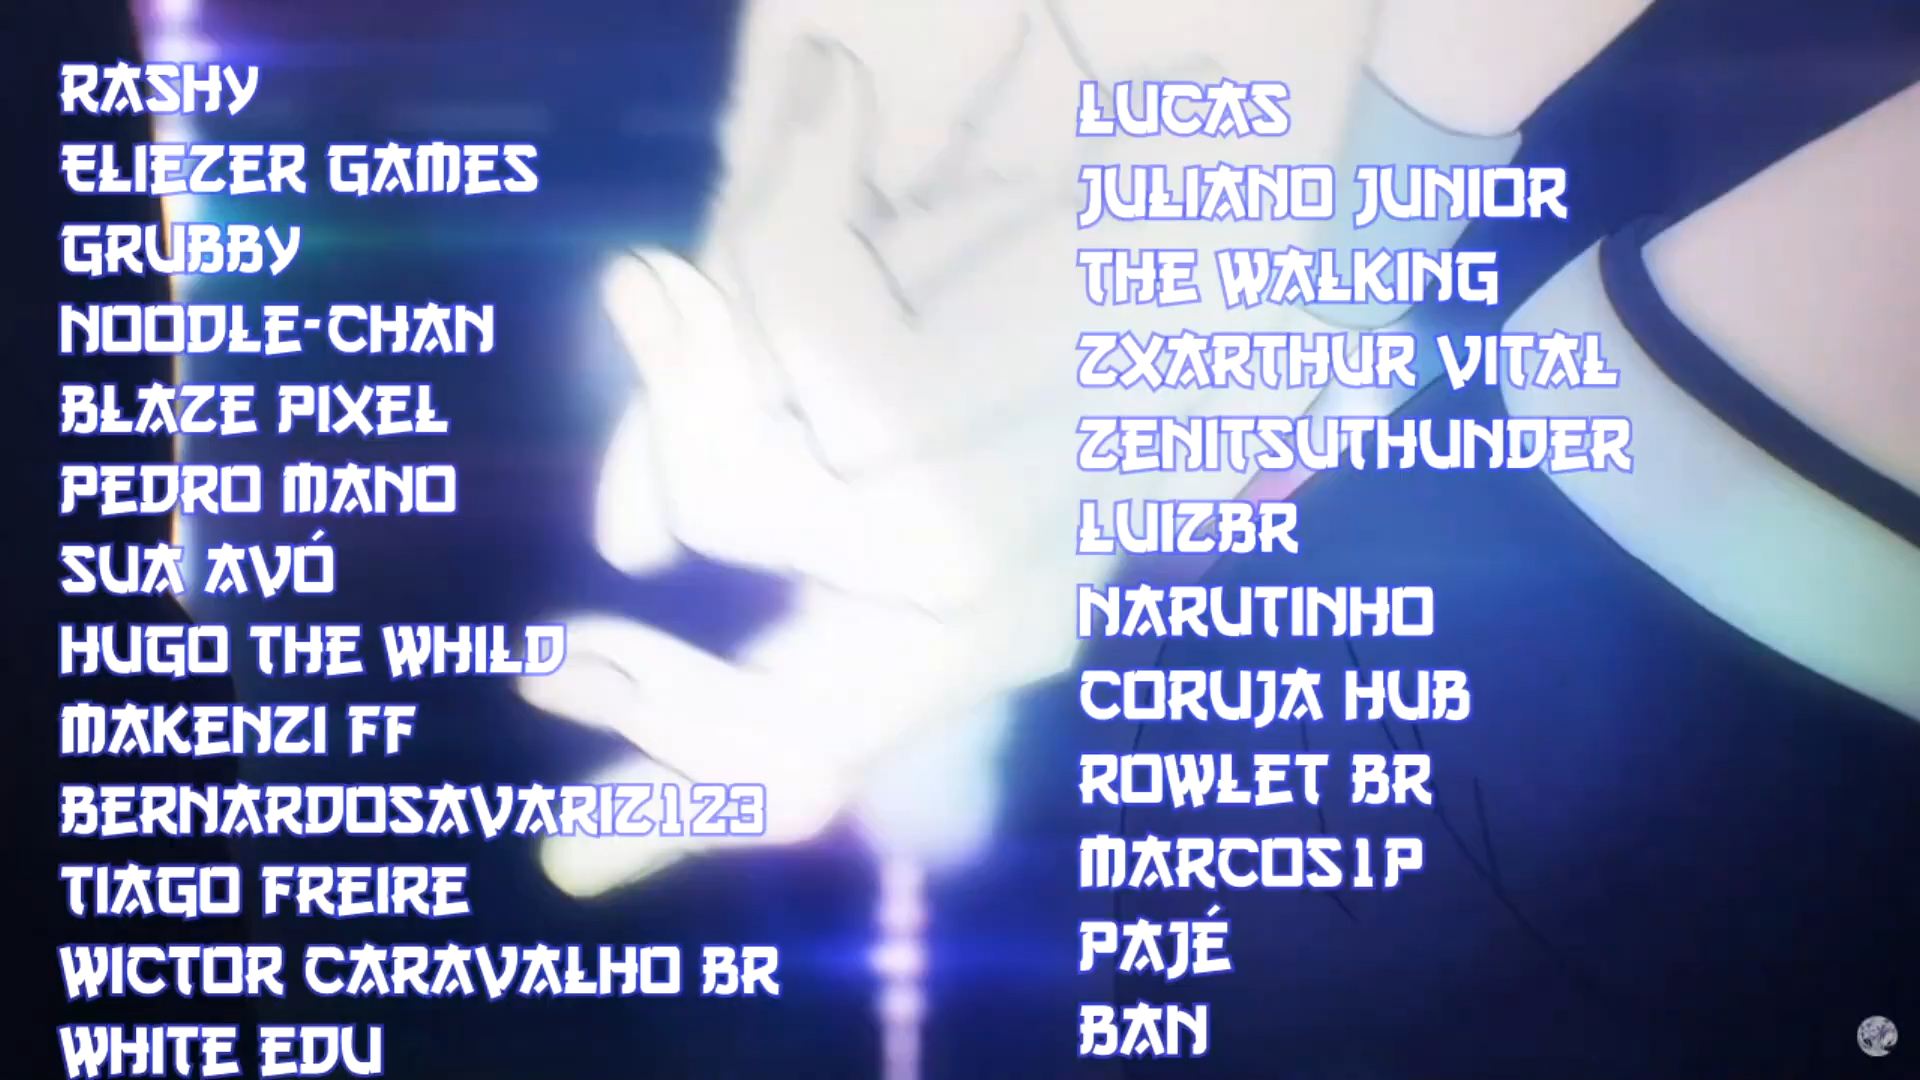 RASHY
ELIEZER GAMES
GRUBBY
NOODLE-CHAN
BLAZE PIXEL
PEDRO MANO
SUA AVÓ
HUGO THE WHILD
MAKENZI FF
BERNARDOSAVARIZ123
TIAGO FREIRE
WICTOR CARAVALHO BR
WHITE EDU
LUCAS
JULIANO JUNIOR
THE WALKING
ZXARTHUR VITAL
ZENITSUTHUNDER
LUIZBR
NARUTINHO
CORUJA HUB
ROWLET BR
MARCOS1P
PAJÉ
BAN